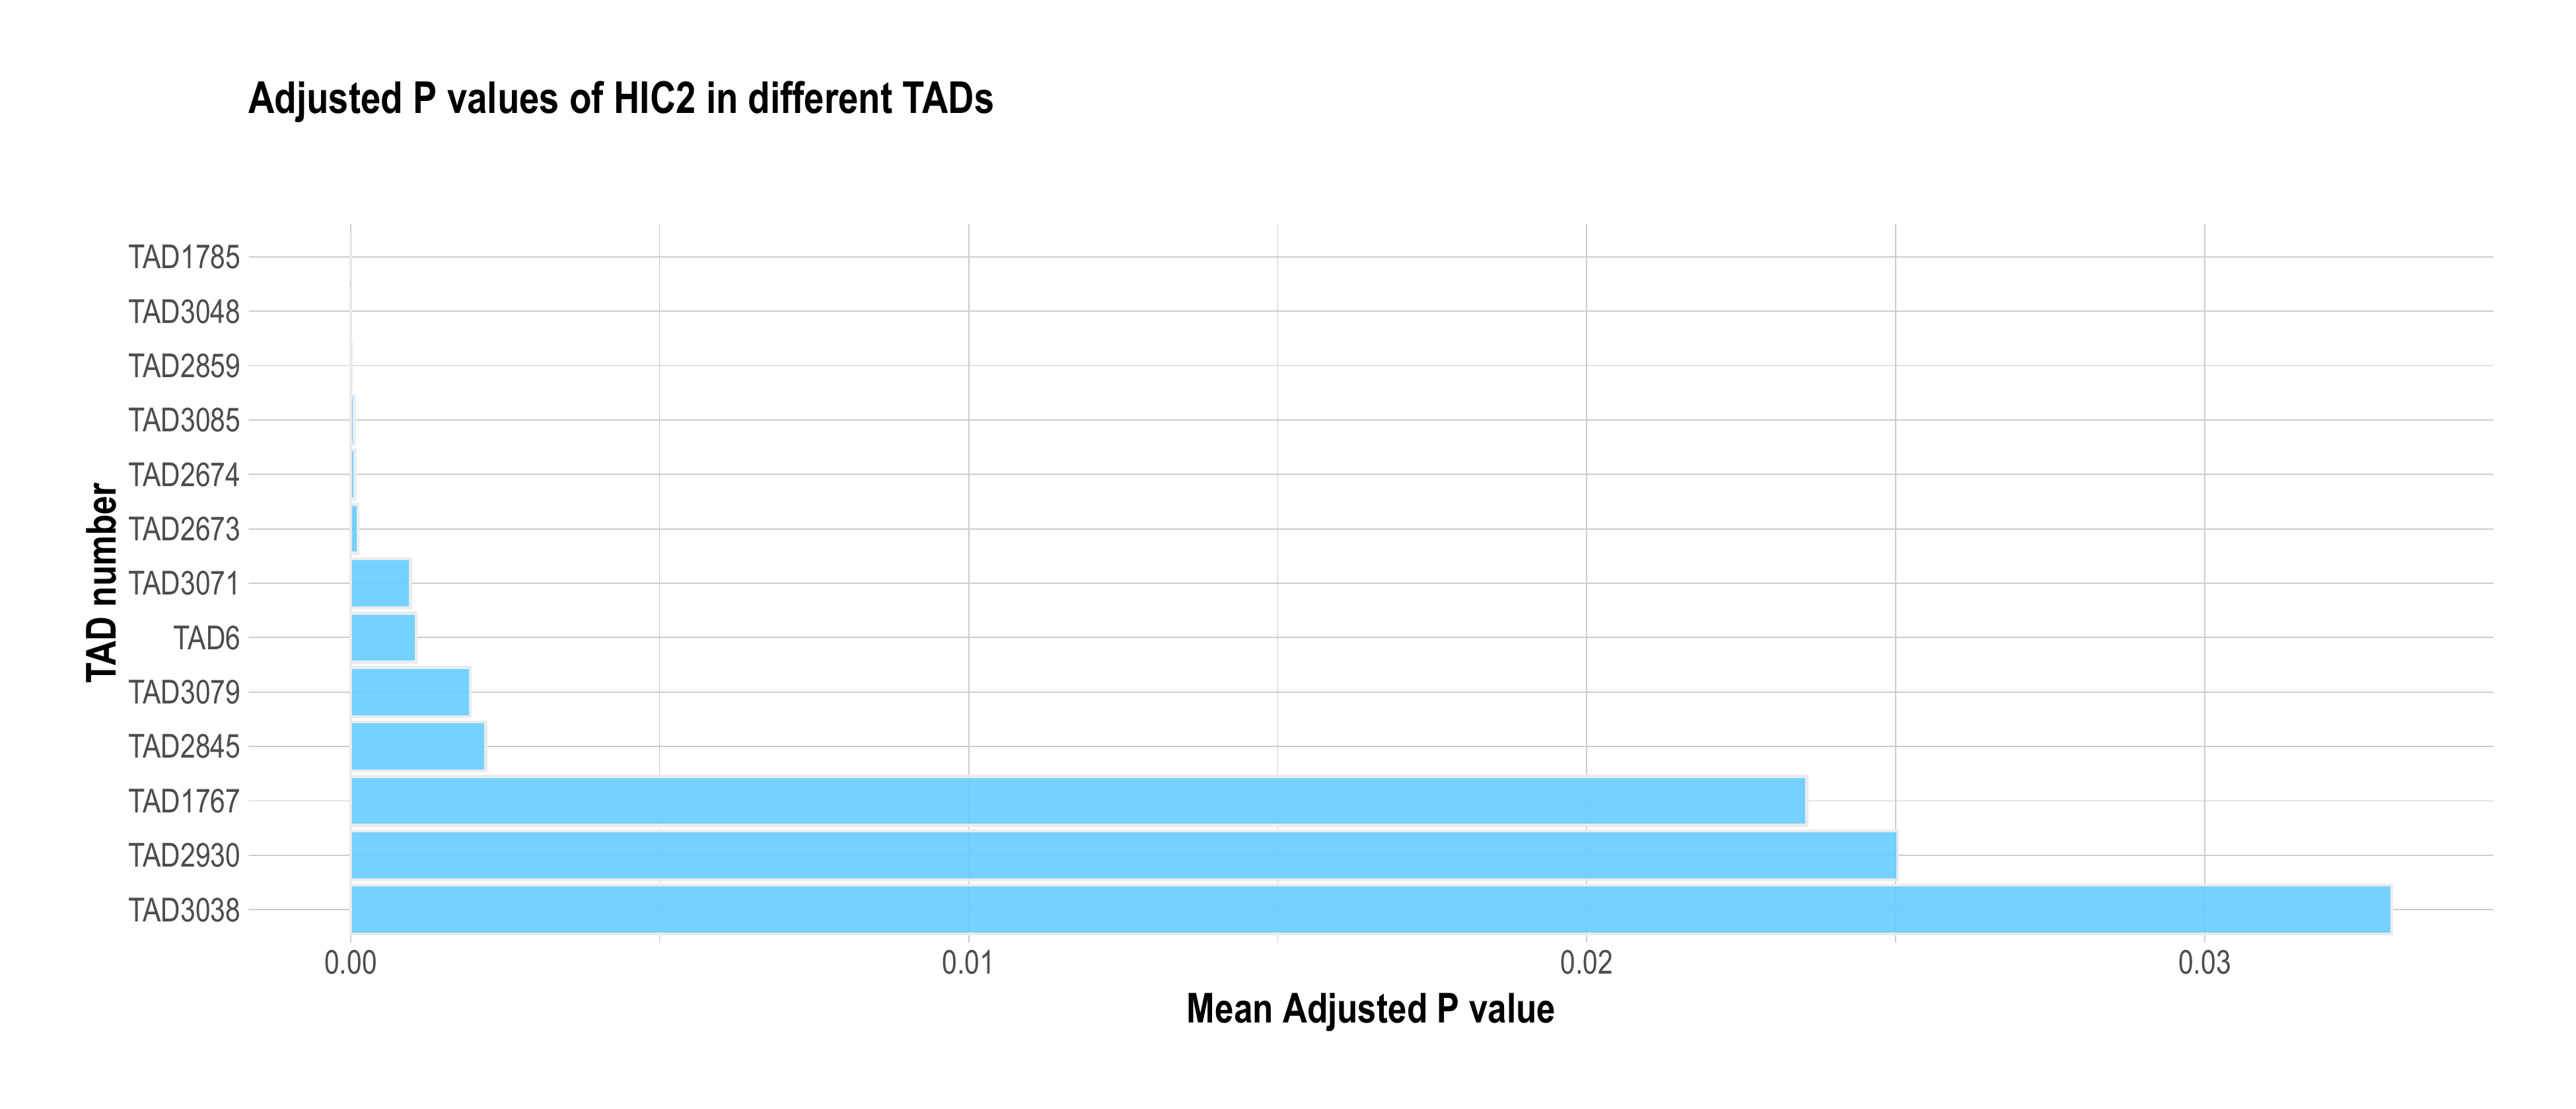 Adjusted P values of HIC2 in different TADs
TAD number
TAD1785
TAD3048
TAD2859
TAD3085
TAD2674
TAD2673
TAD3071
TAD6
TAD3079
TAD2845
TAD1767
TAD2930
TAD3038
0.00 0.01 0.02 0.03
Mean Adjusted P value